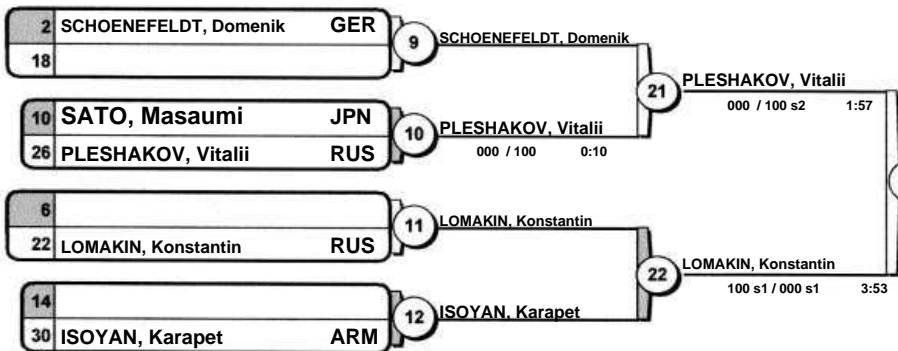 2 SCHOENEFELDT, Domenik GER
18
9
SCHOENEFELDT, Domenik
10 SATO, Masaumi JPN
26 PLESHAKOV, Vitalii RUS
10
PLESHAKOV, Vitalii
000 / 100 0:10
21
PLESHAKOV, Vitalii
000 / 100 s2 1:57
6
22 LOMAKIN, Konstantin RUS
11
LOMAKIN, Konstantin
14
30 ISOYAN, Karapet ARM
12
ISOYAN, Karapet
22
LOMAKIN, Konstantin
100 s1 / 000 s1 3:53